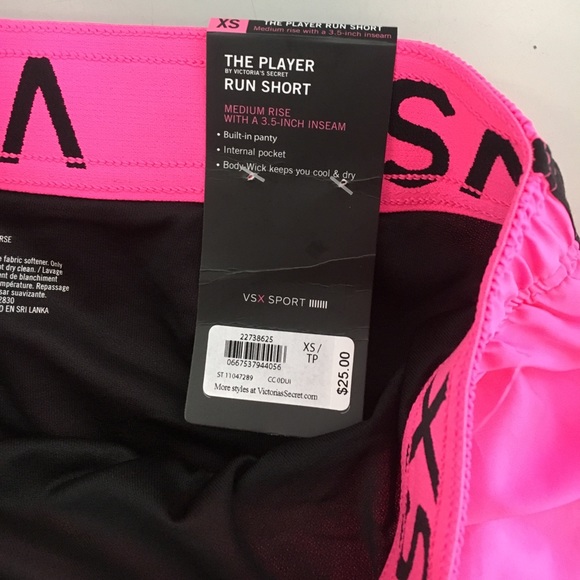 XS THE PLAYER RUN SHORT
Medium rise with a 3.5-inch inseam
THE PLAYER
BY VICTORIA'S SECRET
RUN SHORT
MEDIUM RISE
WITH A 3.5-INCH INSEAM
• Built-in panty
• Internal pocket
• Body Wick keeps you cool & dry
VSX SPORT
22738625
0667537944056
ST 11047289 CC 0DUI
More styles at VictoriasSecret.com
XS /
TP
$25.00
fabric softener. Only
dry clean. / Lavage
de blanchiment
température. Repassage
suavizante.
2830
EN SRI LANKA
S
X
S